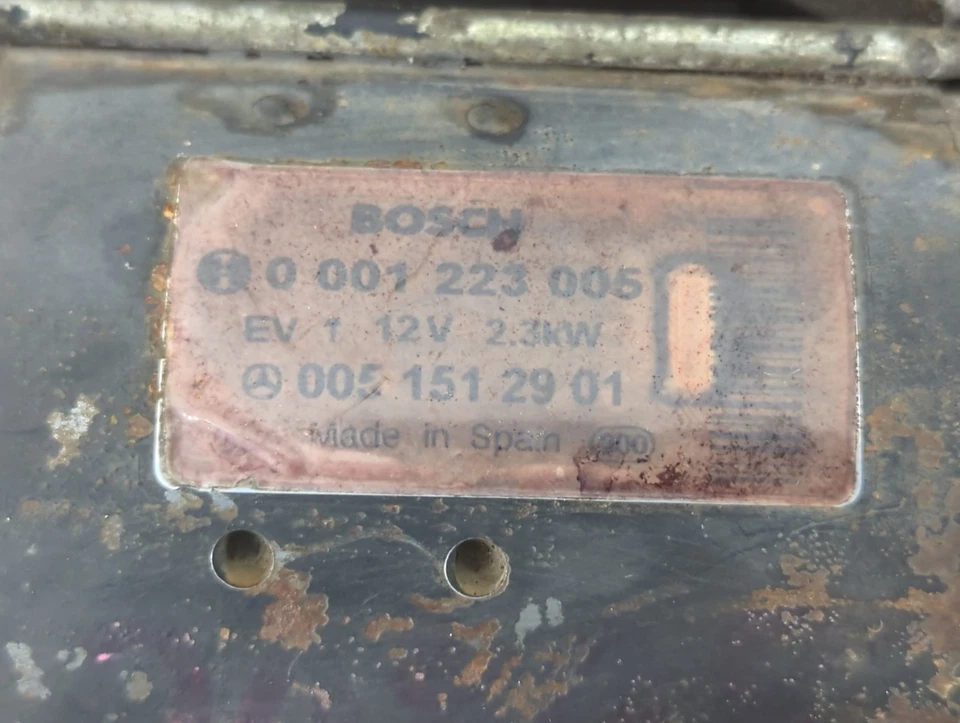 BOSCH
0 001 223 005
EV 1 12V 2.3kW
005 151 29 01
Made in Spain